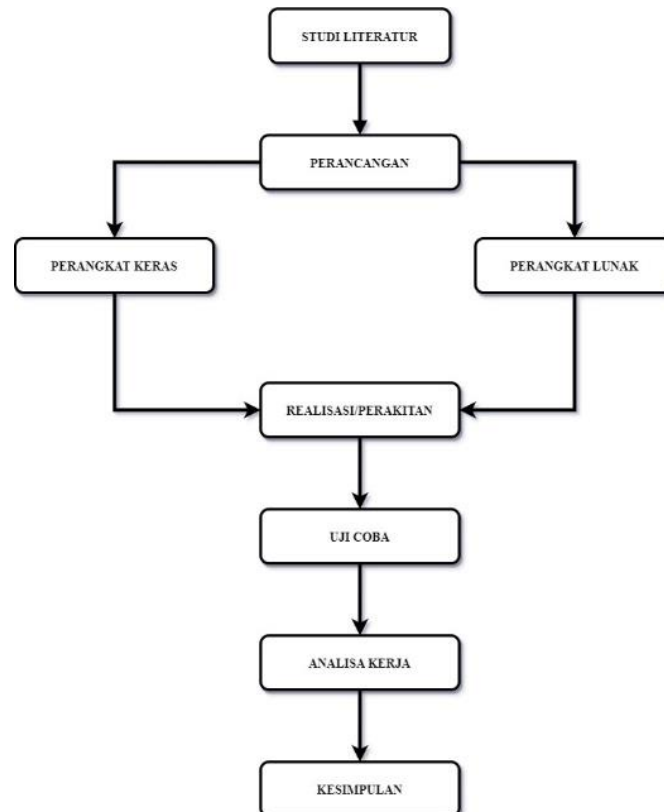 STUDI LITERATUR
PERANCANGAN
PERANGKAT KERAS
PERANGKAT LUNAK
REALISASI/PERAKITAN
UJI COBA
ANALISA KERJA
KESIMPULAN